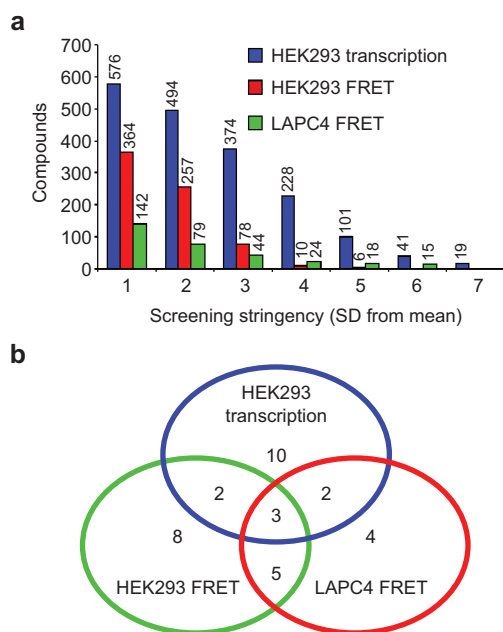 a
700
600
500
400
300
200
100
0
Compounds
HEK293 transcription
HEK293 FRET
LAPC4 FRET
576
364
142
494
257
79
374
78
44
228
10
24
101
6
18
41
15
19
1 2 3 4 5 6 7
Screening stringency (SD from mean)
b
HEK293
transcription
10
2 2
3
8 4
5
HEK293 FRET LAPC4 FRET